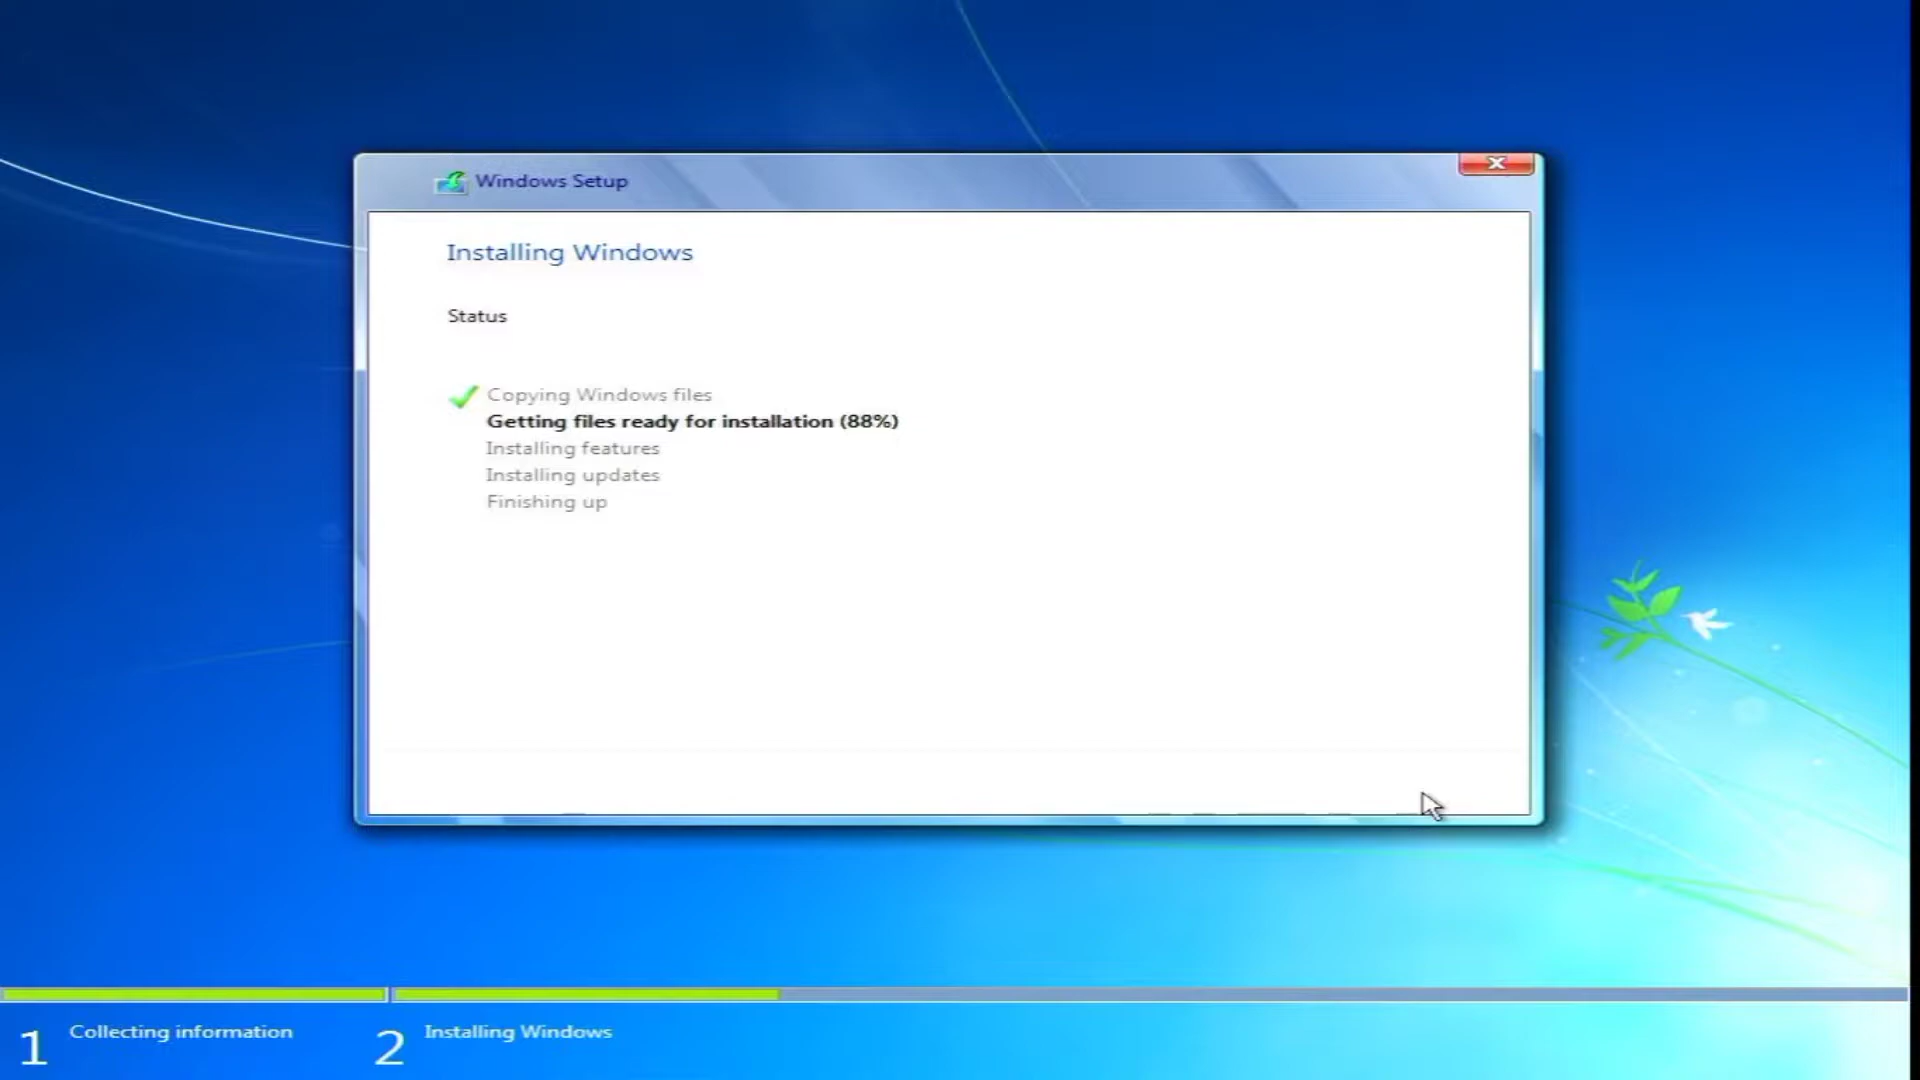 Windows Setup
Installing Windows
Status
Copying Windows files
Getting files ready for installation (88%)
Installing features
Installing updates
Finishing up
1 Collecting information
2 Installing Windows